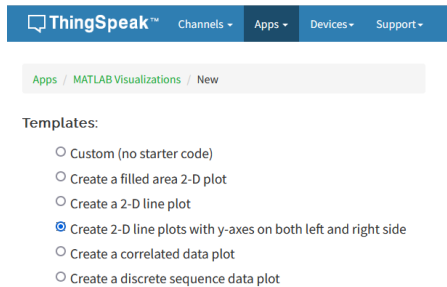 ThingSpeak™ Channels Apps Devices Support
Apps / MATLAB Visualizations / New
Templates:
Custom (no starter code)
Create a filled area 2-D plot
Create a 2-D line plot
Create 2-D line plots with y-axes on both left and right side
Create a correlated data plot
Create a discrete sequence data plot